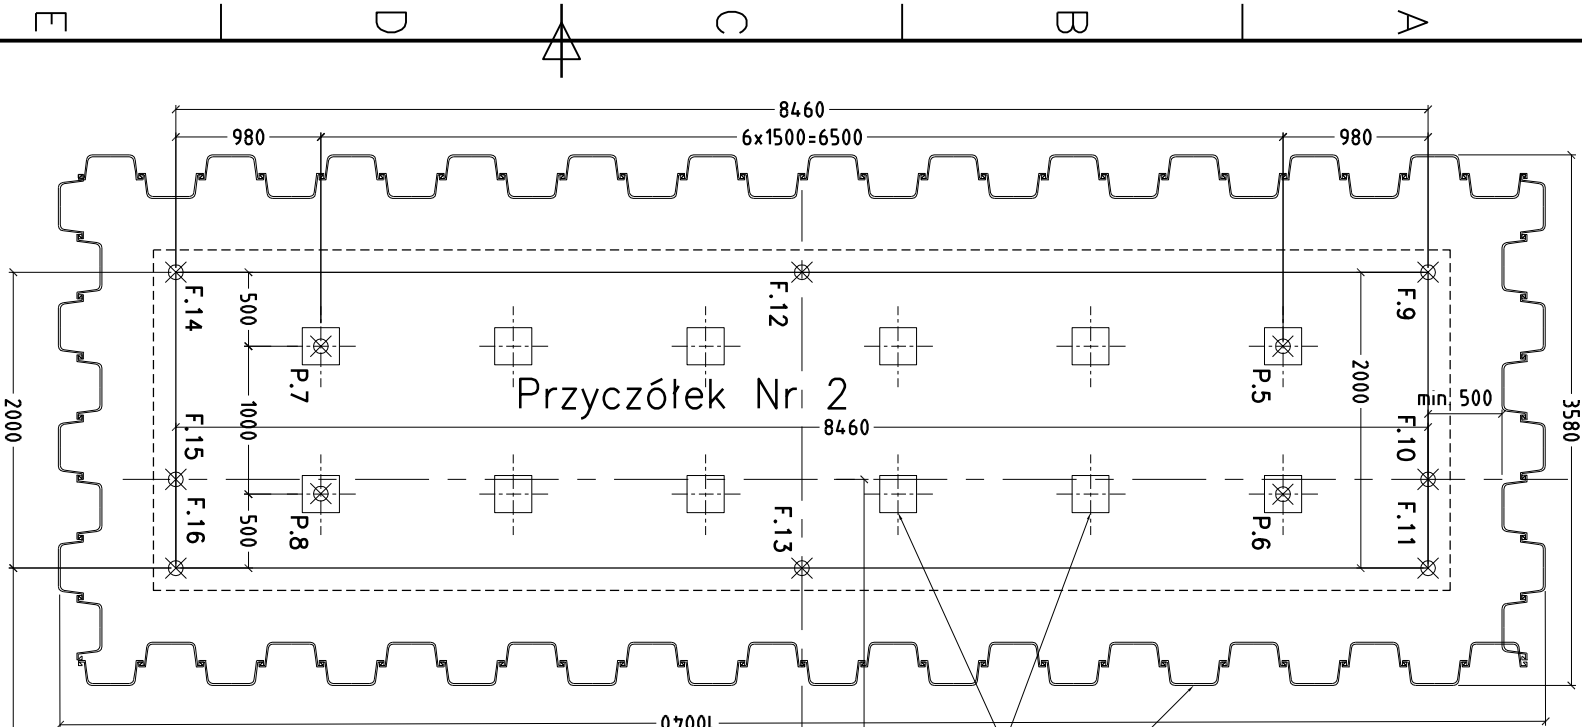 E
D
C
B
A
8460
980
6x1500=6500
980
F.14
500
F.12
F.9
P.7
P.5
2000
3580
2000
Przyczółek Nr 2
min. 500
1000
8460
F.15
F.10
F.16
500
P.8
F.13
P.6
F.11
10040